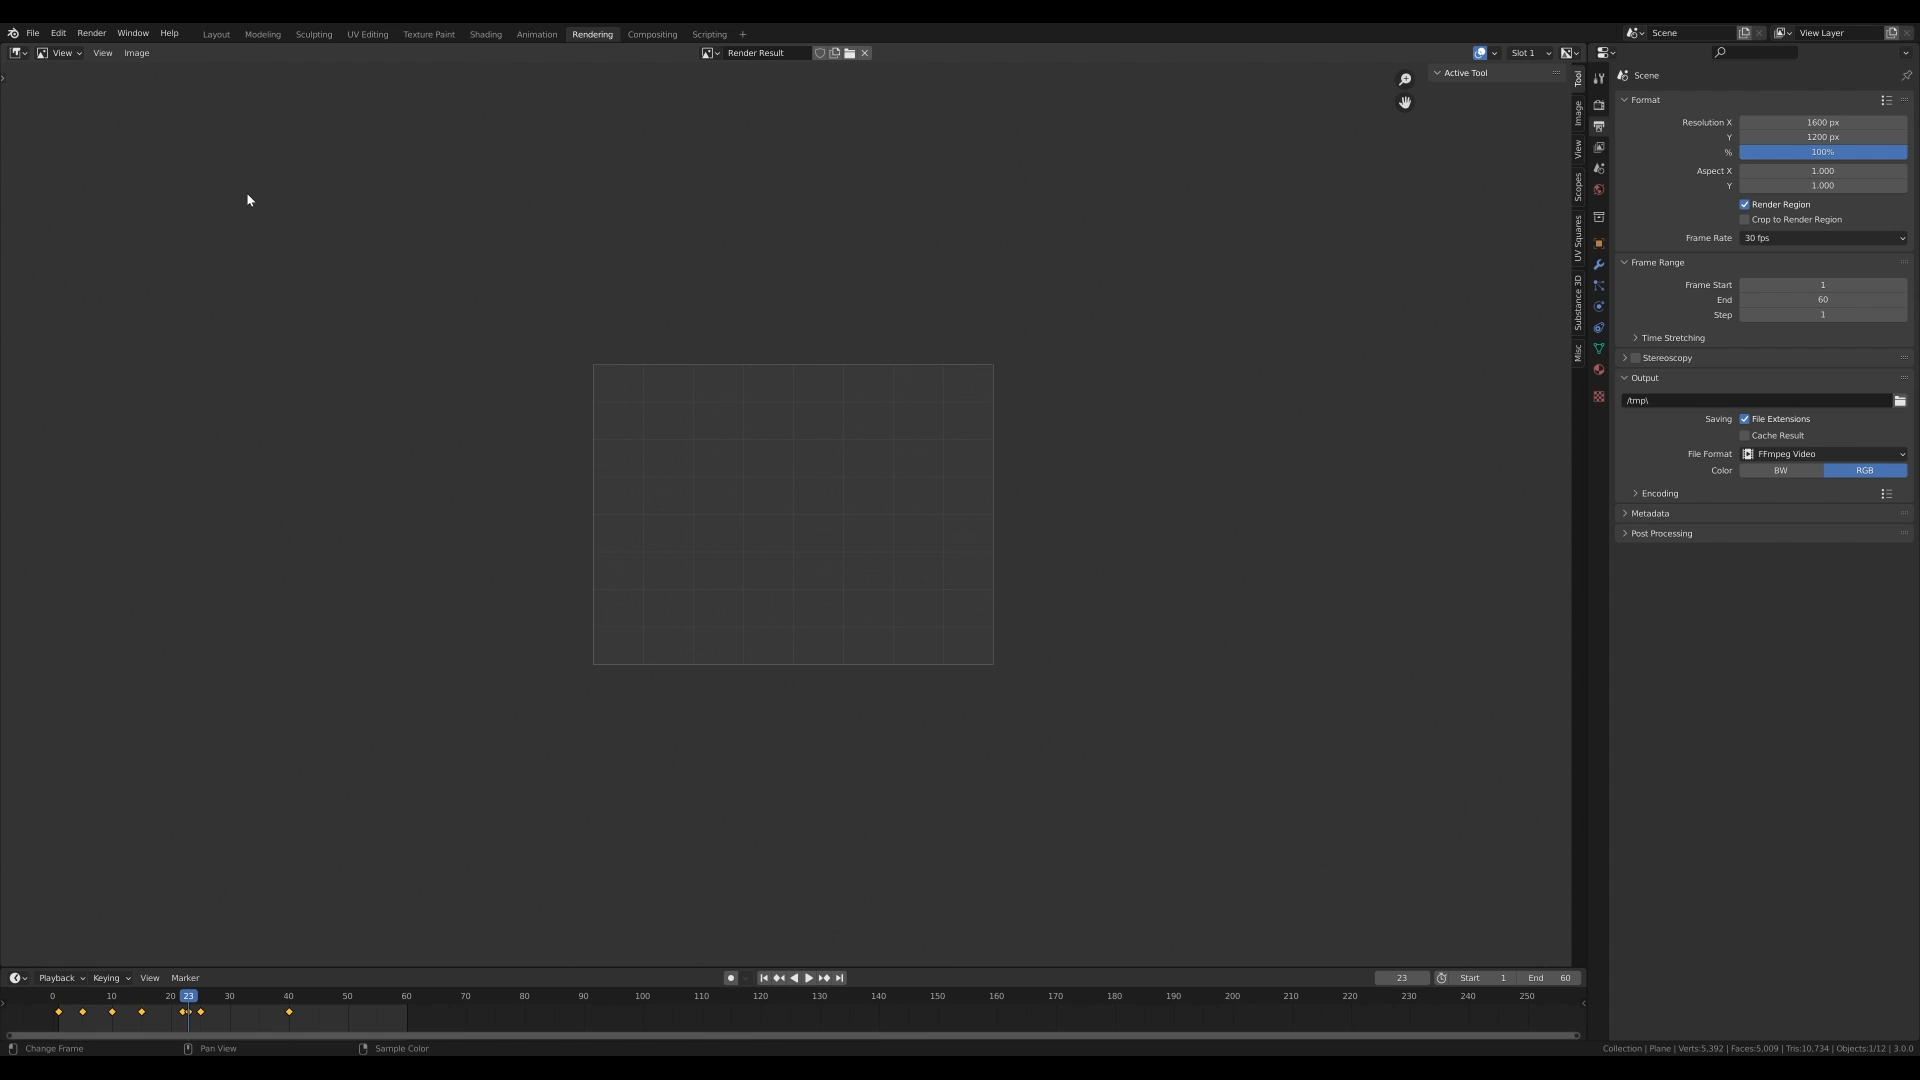 File Edit Render Window Help Layout Modeling Sculpting UV Editing Texture Paint Shading Animation Rendering Compositing Scripting + Scene View Layer
View View Image Render Result Slot 1
Active Tool
Tool
Image
View
Scopes
UV Squares
Substance 3D
Misc
Scene
Format
Resolution X 1600 px
Y 1200 px
% 100%
Aspect X 1.000
Y 1.000
Render Region
Crop to Render Region
Frame Rate 30 fps
Frame Range
Frame Start 1
End 60
Step 1
Time Stretching
Stereoscopy
Output
/tmp\
Saving File Extensions
Cache Result
File Format FFmpeg Video
Color BW RGB
Encoding
Metadata
Post Processing
Playback Keying View Marker 23 Start 1 End 60
0 10 20 23 30 40 50 60 70 80 90 100 110 120 130 140 150 160 170 180 190 200 210 220 230 240 250
Change Frame Pan View Sample Color Collection | Plane | Verts:5,392 | Faces:5,009 | Tris:10,734 | Objects:1/12 | 3.0.0